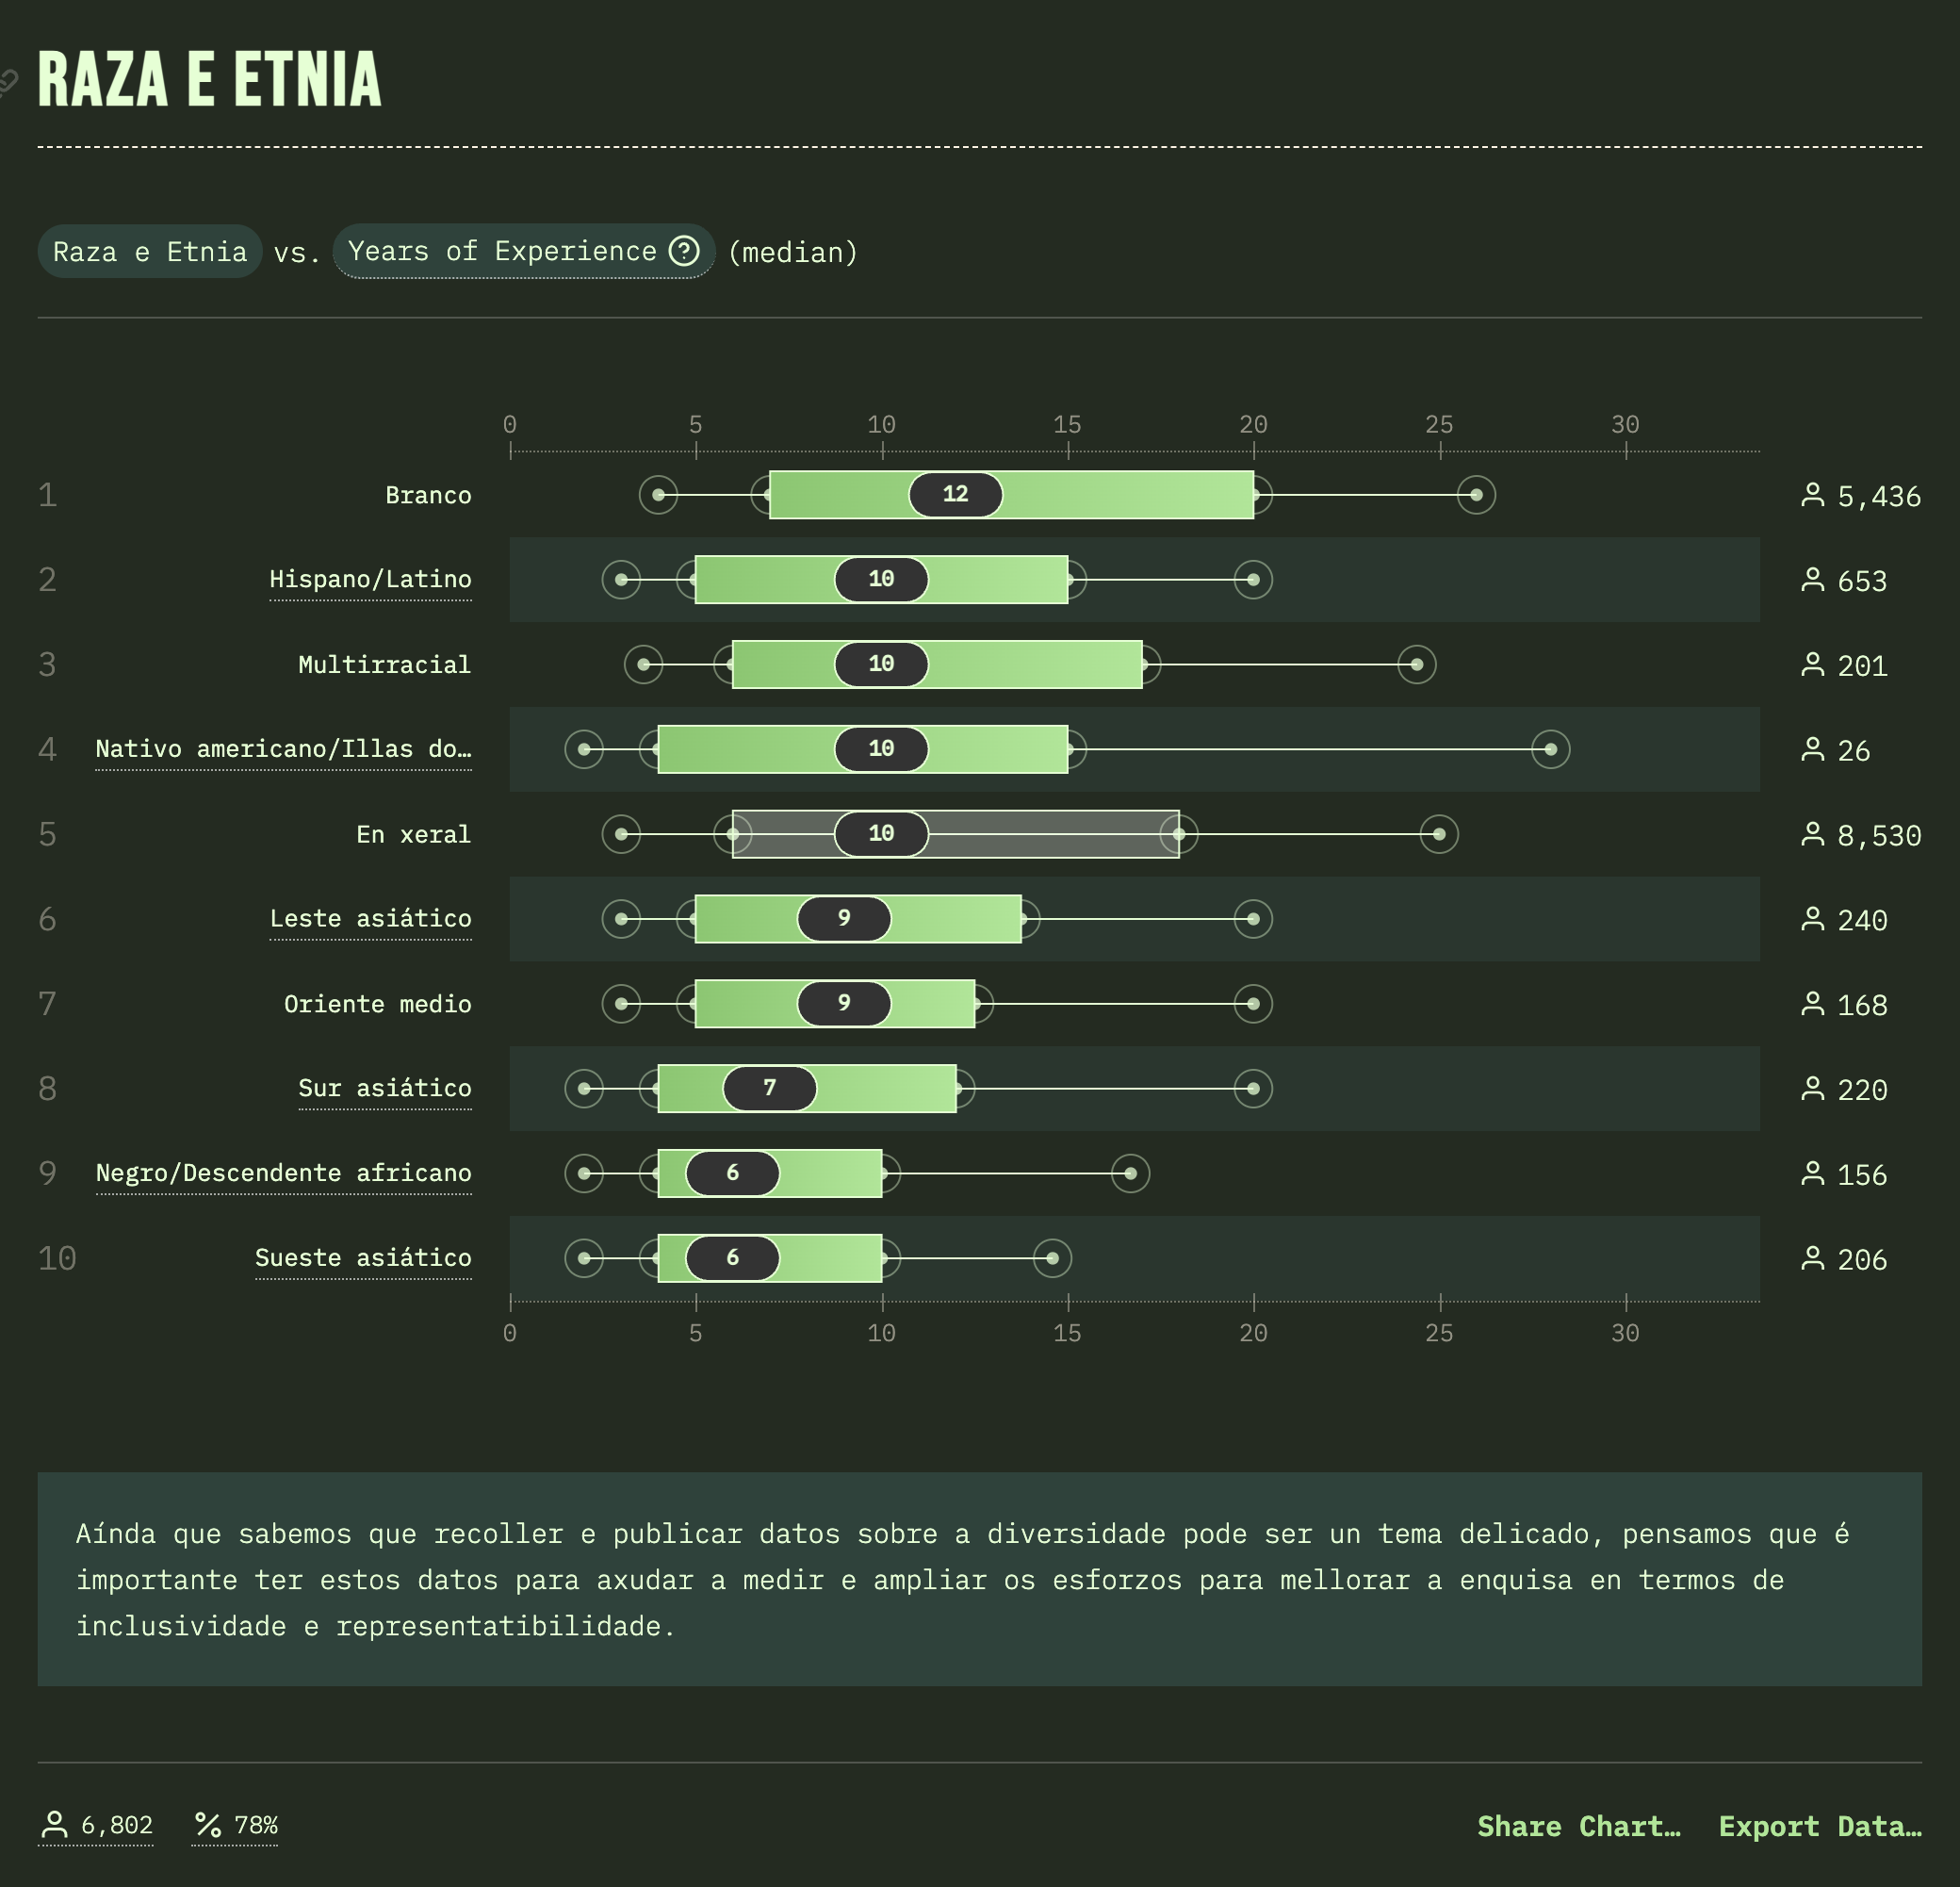 RAZA E ETNIA
Raza e Etnia vs. Years of Experience (median)
0 5 10 15 20 25 30
1 Branco 12 5,436
2 Hispano/Latino 10 653
3 Multirracial 10 201
4 Nativo americano/Illas do… 10 26
5 En xeral 10 8,530
6 Leste asiático 9 240
7 Oriente medio 9 168
8 Sur asiático 7 220
9 Negro/Descendente africano 6 156
10 Sueste asiático 6 206
0 5 10 15 20 25 30
Aínda que sabemos que recoller e publicar datos sobre a diversidade pode ser un tema delicado, pensamos que é
importante ter estos datos para axudar a medir e ampliar os esforzos para mellorar a enquisa en termos de
inclusividade e representatibilidade.
6,802 78% Share Chart… Export Data…